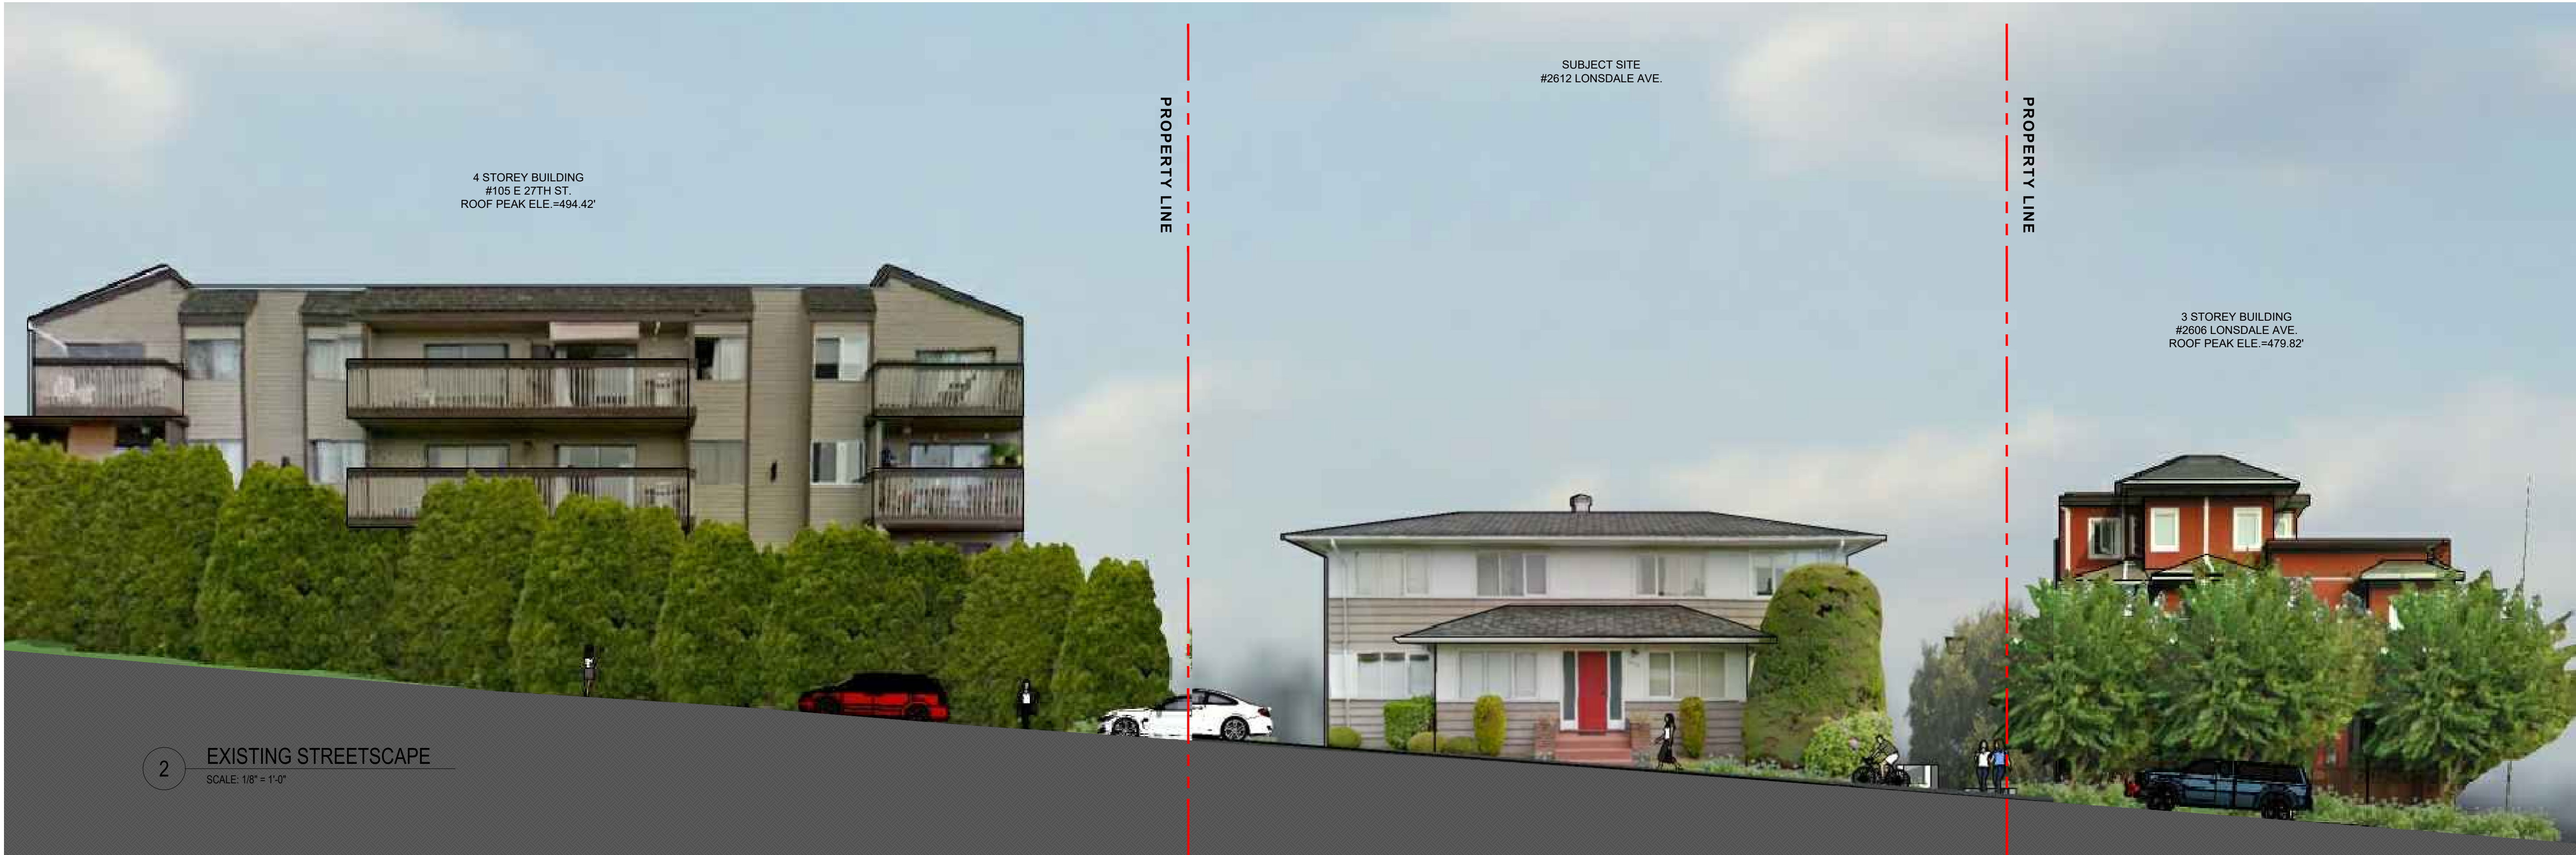 SUBJECT SITE
#2612 LONSDALE AVE.
PROPERTY LINE
PROPERTY LINE
4 STOREY BUILDING
#105 E 27TH ST.
ROOF PEAK ELE.=494.42'
3 STOREY BUILDING
#2606 LONSDALE AVE.
ROOF PEAK ELE.=479.82'
2
EXISTING STREETSCAPE
SCALE: 1/8" = 1'-0"